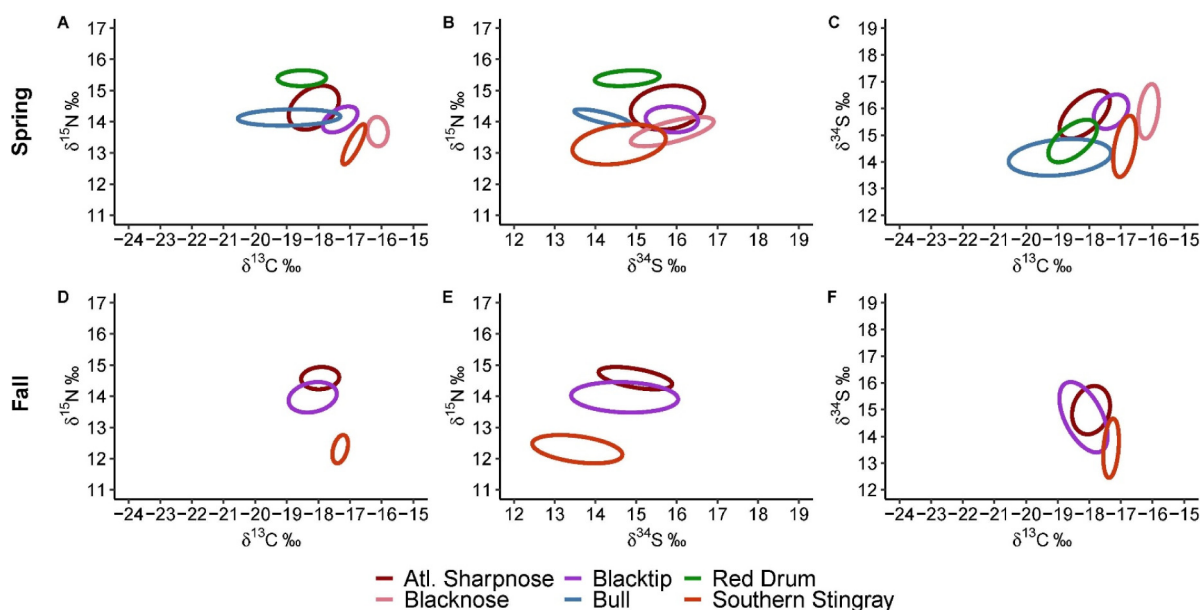 A
B
C
Spring
δ15N ‰
17
16
15
14
13
12
11
−24 −23 −22 −21 −20 −19 −18 −17 −16 −15
δ13C ‰
δ15N ‰
17
16
15
14
13
12
11
12 13 14 15 16 17 18 19
δ34S ‰
δ34S ‰
19
18
17
16
15
14
13
12
−24 −23 −22 −21 −20 −19 −18 −17 −16 −15
δ13C ‰
D
E
F
Fall
δ15N ‰
17
16
15
14
13
12
11
−24 −23 −22 −21 −20 −19 −18 −17 −16 −15
δ13C ‰
δ15N ‰
17
16
15
14
13
12
11
12 13 14 15 16 17 18 19
δ34S ‰
δ34S ‰
19
18
17
16
15
14
13
12
−24 −23 −22 −21 −20 −19 −18 −17 −16 −15
δ13C ‰
Atl. Sharpnose Blacktip Red Drum
Blacknose Bull Southern Stingray